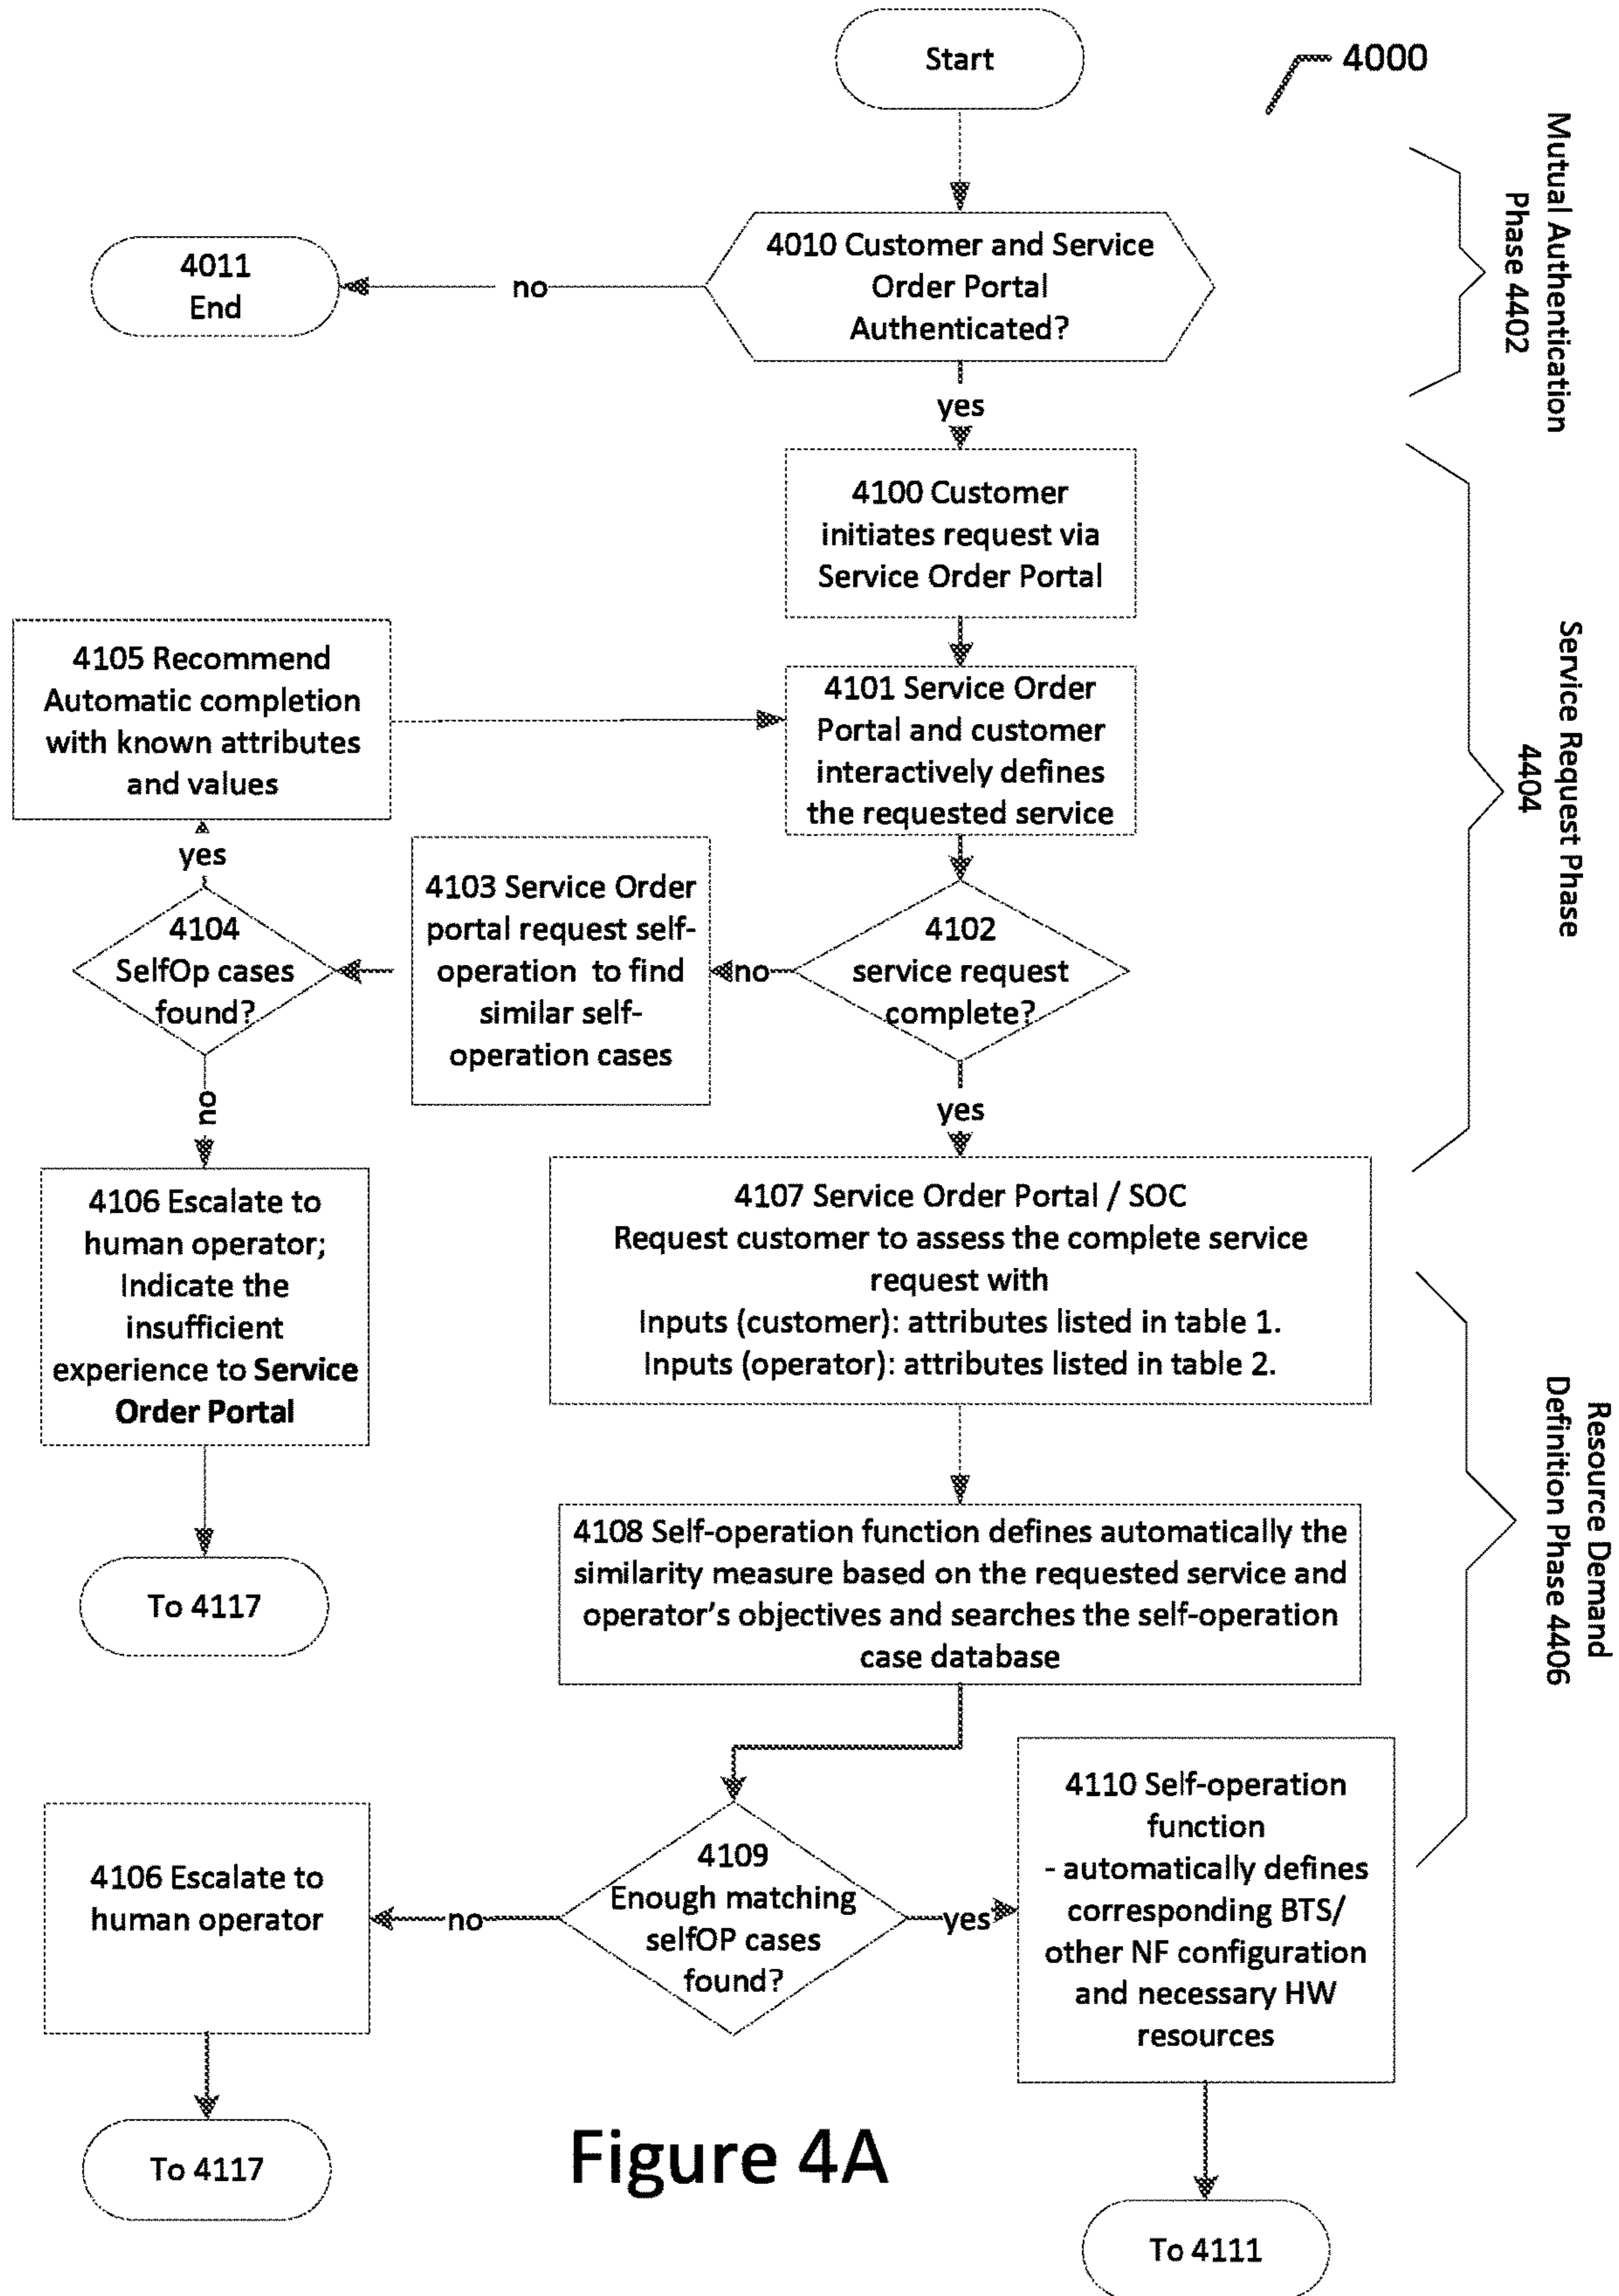 Start
4000
Mutual Authentication
Phase 4402
4010 Customer and Service
Order Portal
Authenticated?
no
4011
End
yes
4100 Customer
initiates request via
Service Order Portal
Service Request Phase
4404
4105 Recommend
Automatic completion
with known attributes
and values
4101 Service Order
Portal and customer
interactively defines
the requested service
yes
4104
SelfOp cases
found?
4103 Service Order
portal request self-
operation to find
similar self-
operation cases
no
4102
service request
complete?
no
yes
4106 Escalate to
human operator;
Indicate the
insufficient
experience to Service
Order Portal
4107 Service Order Portal / SOC
Request customer to assess the complete service
request with
Inputs (customer): attributes listed in table 1.
Inputs (operator): attributes listed in table 2.
Resource Demand
Definition Phase 4406
To 4117
4108 Self-operation function defines automatically the
similarity measure based on the requested service and
operator's objectives and searches the self-operation
case database
4106 Escalate to
human operator
no
4109
Enough matching
selfOP cases
found?
yes
4110 Self-operation
function
- automatically defines
corresponding BTS/
other NF configuration
and necessary HW
resources
To 4117
Figure 4A
To 4111